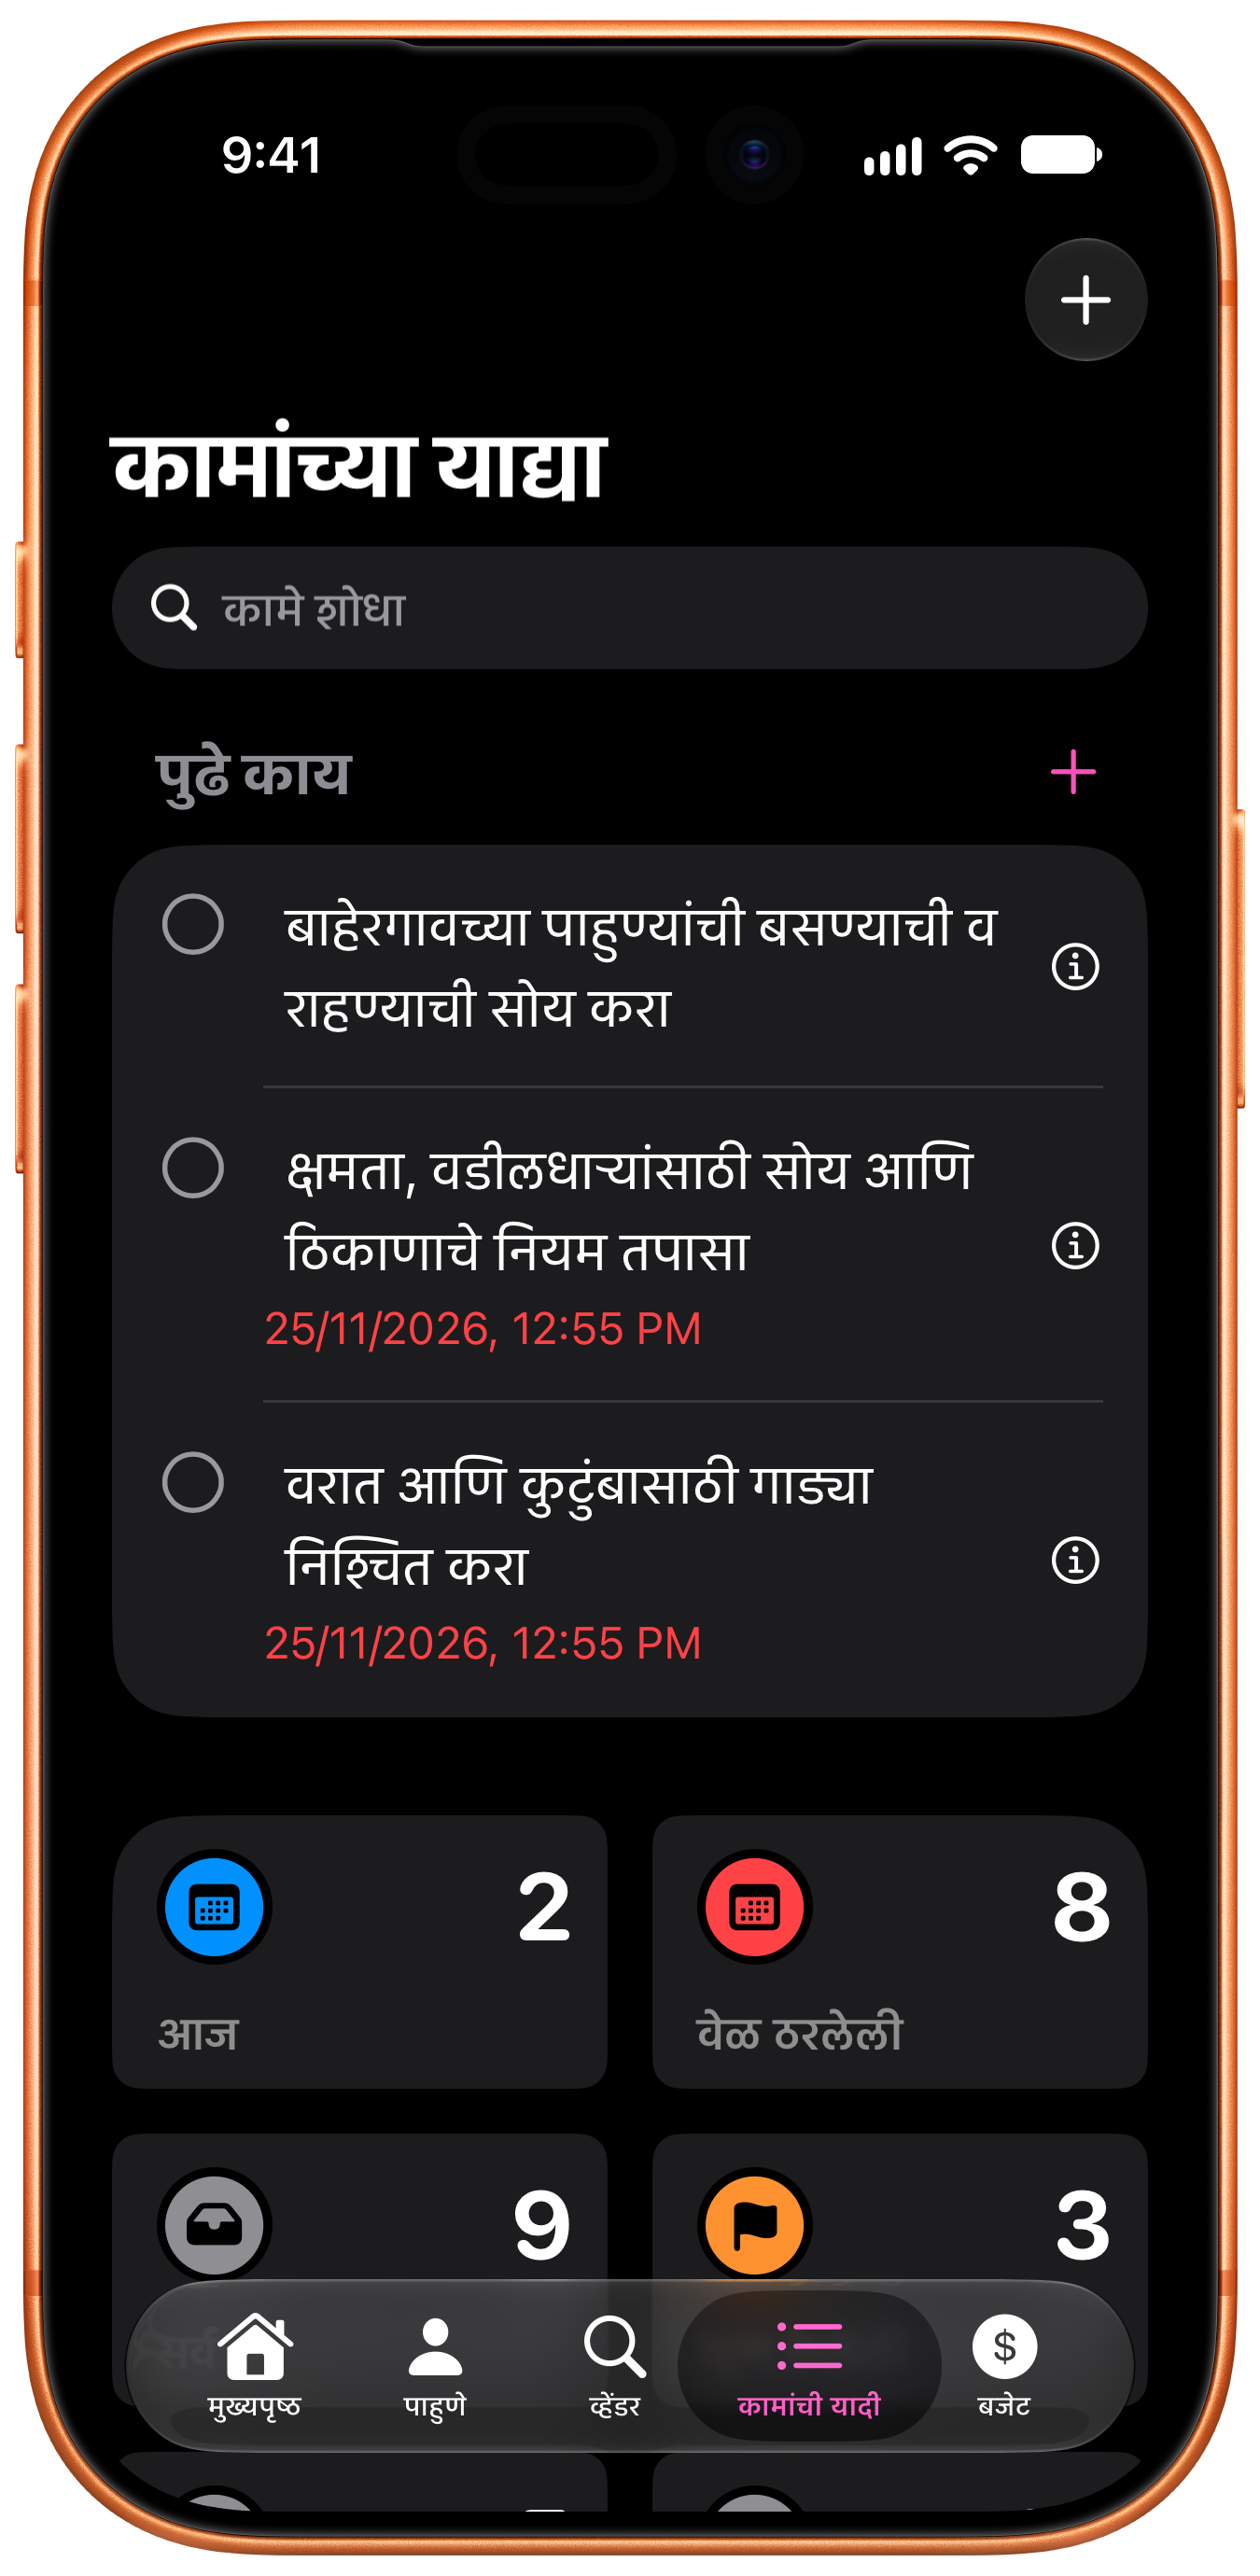 9:41
कामांच्या याद्या
कामे शोधा
पुढे काय
बाहेरगावच्या पाहुण्यांची बसण्याची व
राहण्याची सोय करा
क्षमता, वडीलधाऱ्यांसाठी सोय आणि
ठिकाणाचे नियम तपासा
25/11/2026, 12:55 PM
वरात आणि कुटुंबासाठी गाड्या
निश्चित करा
25/11/2026, 12:55 PM
2
8
आज
वेळ ठरलेली
9
3
सर्व
मुख्यपृष्ठ
पाहुणे
व्हेंडर
कामांची यादी
बजेट